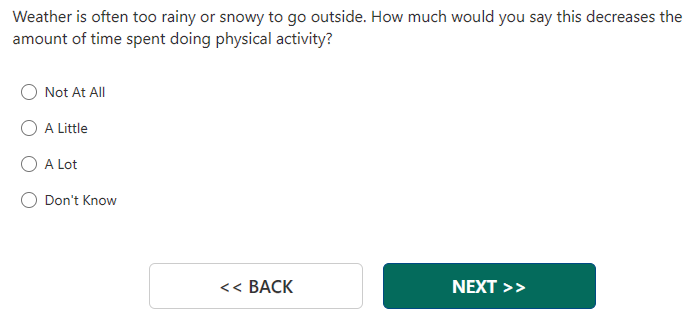 Weather is often too rainy or snowy to go outside. How much would you say this decreases the
amount of time spent doing physical activity?
Not At All
A Little
A Lot
Don't Know
<< BACK
NEXT >>